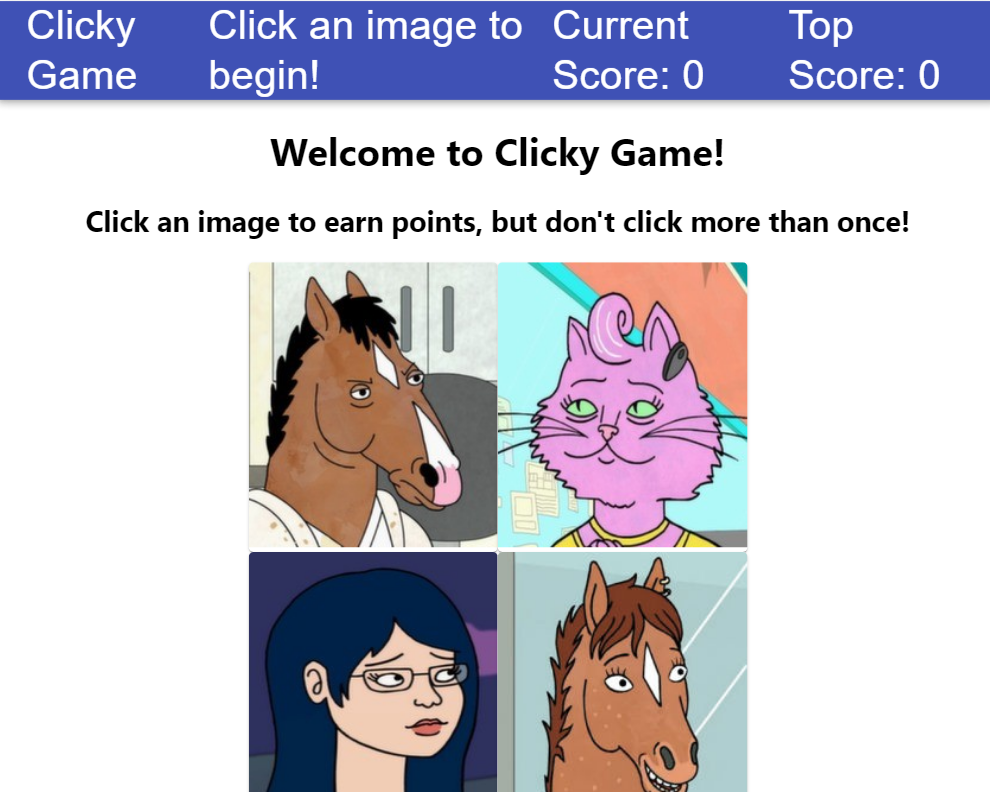 Clicky Game
Click an image to begin!
Current Score: 0
Top Score: 0
Welcome to Clicky Game!
Click an image to earn points, but don't click more than once!